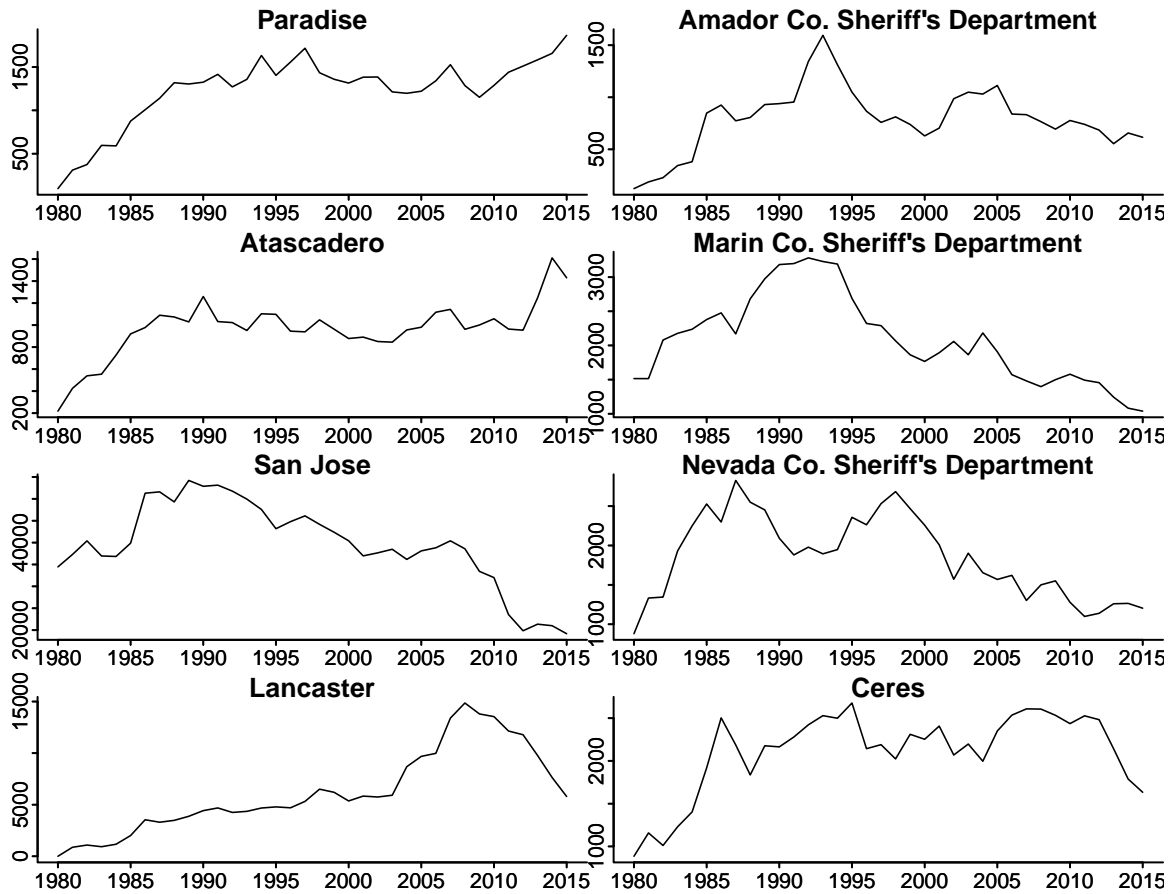 Paradise
500 1500
1980 1985 1990 1995 2000 2005 2010 2015
Amador Co. Sheriff's Department
500 1500
1980 1985 1990 1995 2000 2005 2010 2015
Atascadero
200 800 1400
1980 1985 1990 1995 2000 2005 2010 2015
Marin Co. Sheriff's Department
1000 2000 3000
1980 1985 1990 1995 2000 2005 2010 2015
San Jose
20000 40000
1980 1985 1990 1995 2000 2005 2010 2015
Nevada Co. Sheriff's Department
1000 2000
1980 1985 1990 1995 2000 2005 2010 2015
Lancaster
0 5000 15000
1980 1985 1990 1995 2000 2005 2010 2015
Ceres
1000 2000
1980 1985 1990 1995 2000 2005 2010 2015